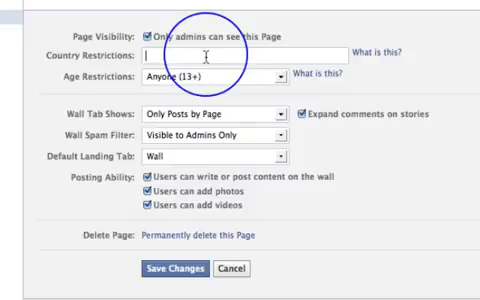 Page Visibility: Only admins can see this Page
Country Restrictions: What is this?
Age Restrictions: Anyone (13+) What is this?
Wall Tab Shows: Only Posts by Page Expand comments on stories
Wall Spam Filter: Visible to Admins Only
Default Landing Tab: Wall
Posting Ability: Users can write or post content on the wall
Users can add photos
Users can add videos
Delete Page: Permanently delete this Page
Save Changes Cancel